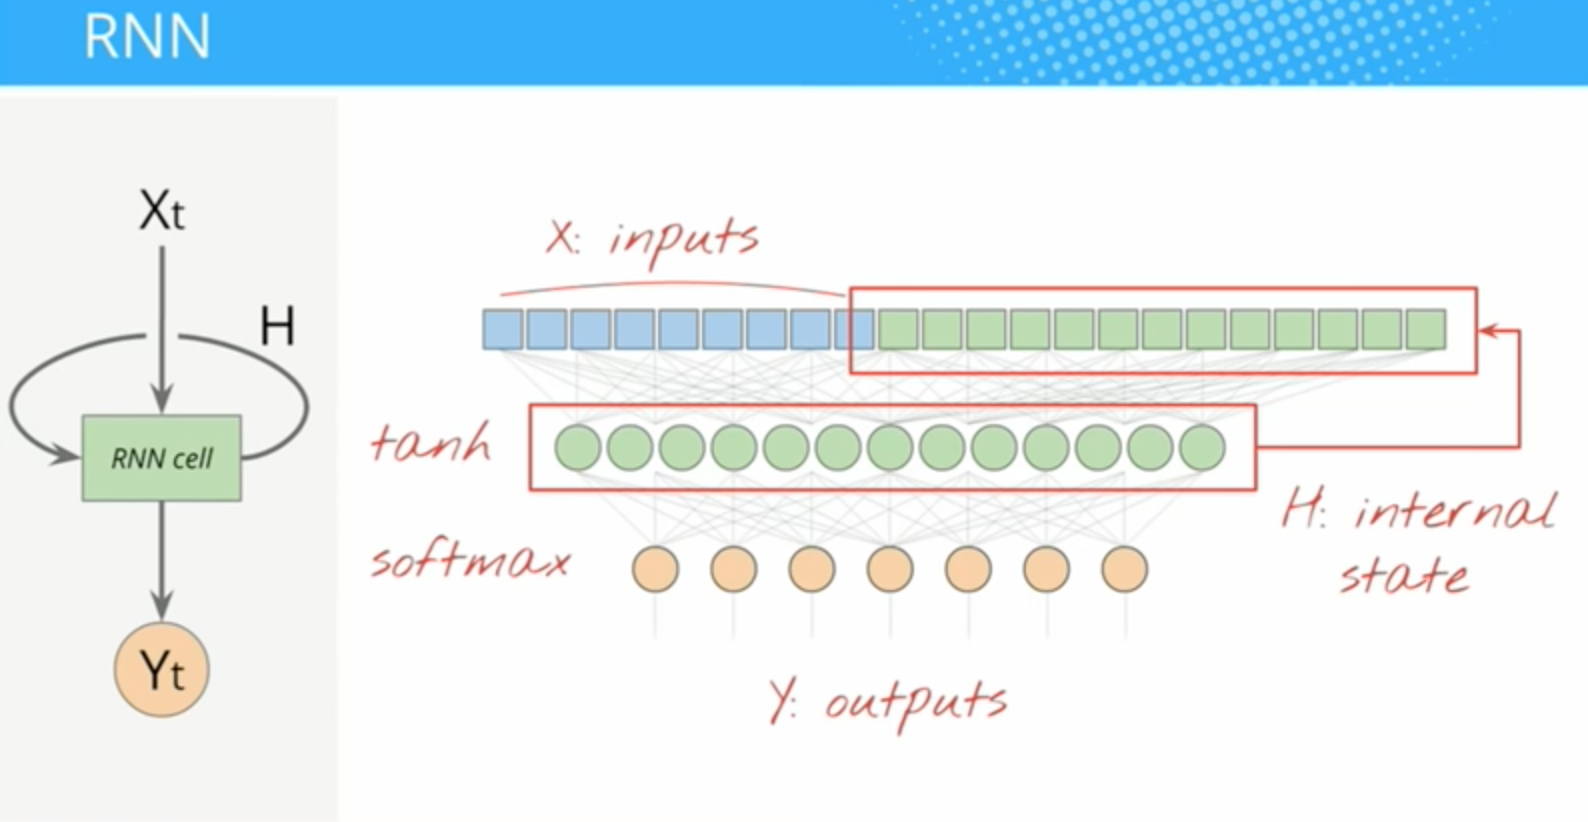 RNN
Xt
H
RNN cell
Yt
X: inputs
tanh
softmax
H: internal
state
Y: outputs